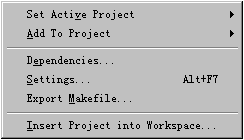 Set Active Project
Add To Project
Dependencies...
Settings... Alt+F7
Export Makefile...
Insert Project into Workspace...